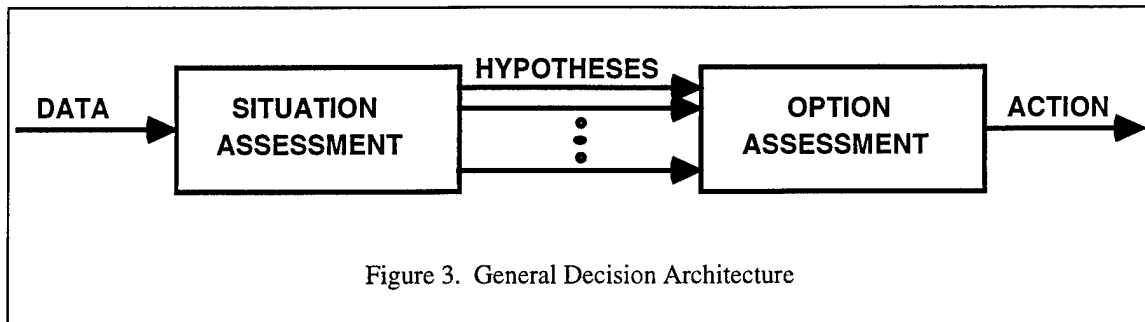 HYPOTHESES
DATA
SITUATION
ASSESSMENT
OPTION
ASSESSMENT
ACTION
Figure 3. General Decision Architecture